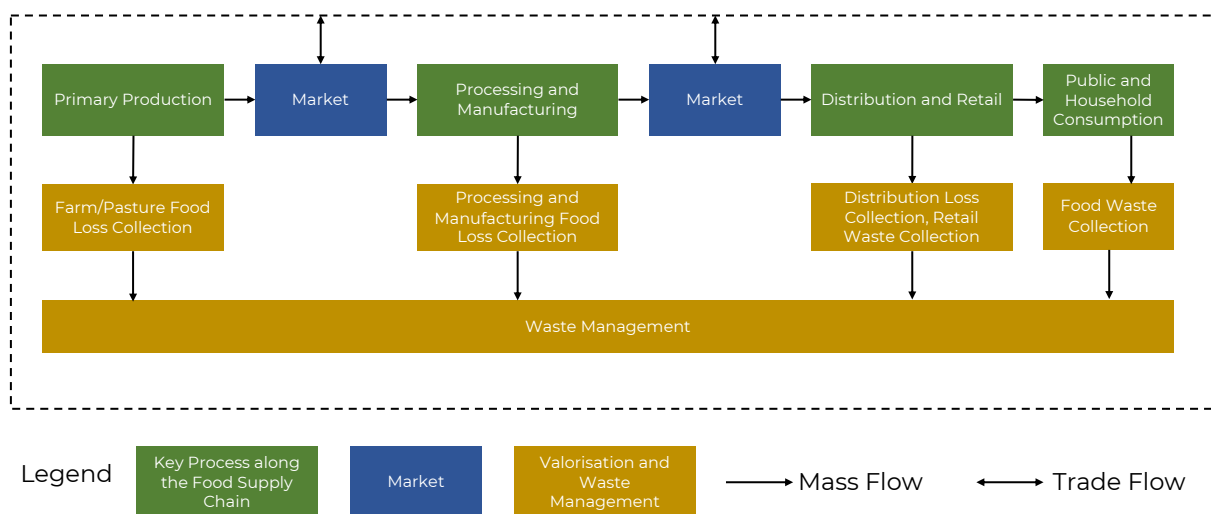 Primary Production
Market
Processing and
Manufacturing
Market
Distribution and Retail
Public and
Household
Consumption
Farm/Pasture Food
Loss Collection
Processing and
Manufacturing Food
Loss Collection
Distribution Loss
Collection, Retail
Waste Collection
Food Waste
Collection
Waste Management
Legend
Key Process along
the Food Supply
Chain
Market
Valorisation and
Waste
Management
Mass Flow
Trade Flow